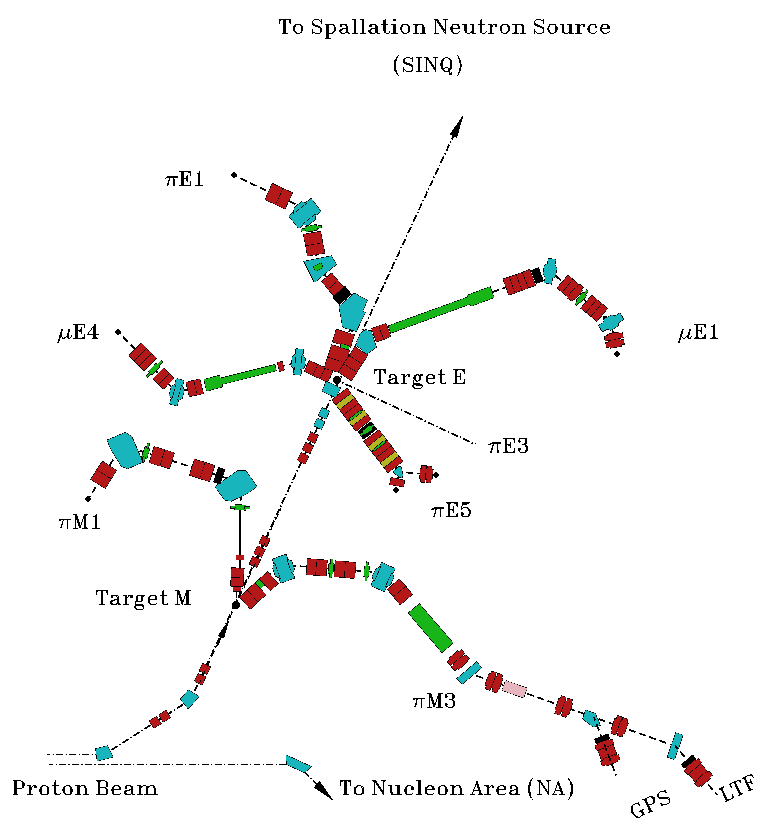 To Spallation Neutron Source
(SINQ)
πE1
μE4
μE1
Target E
πE3
πE5
πM1
Target M
πM3
Proton Beam
To Nucleon Area (NA)
GPS
LTF